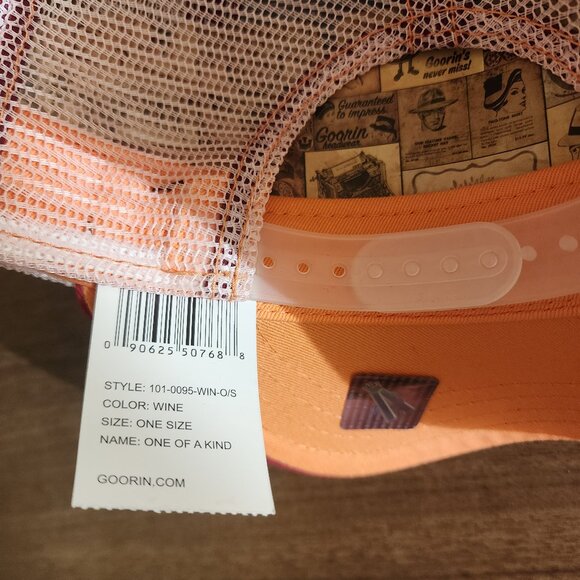 Goorin's
never miss!
Guaranteed
to impress.
Goorin
0 90625 50768 8
STYLE: 101-0095-WIN-O/S
COLOR: WINE
SIZE: ONE SIZE
NAME: ONE OF A KIND
GOORIN.COM